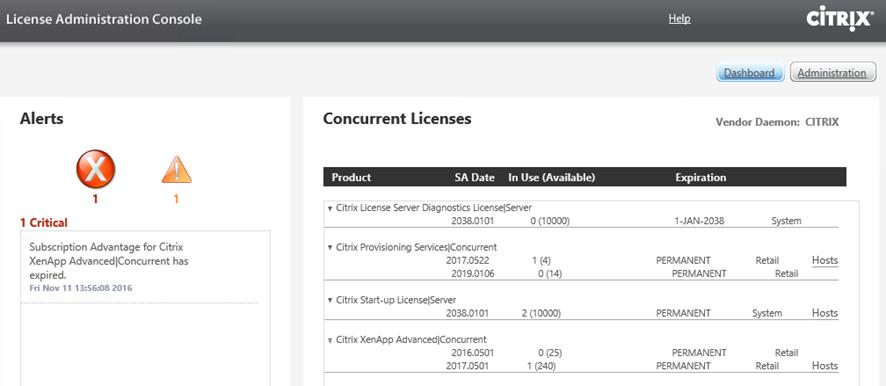 License Administration Console
Help
CITRIX
Dashboard
Administration
Alerts
1
1
1 Critical
Subscription Advantage for Citrix
XenApp Advanced|Concurrent has
expired.
Fri Nov 11 13:56:08 2016
Concurrent Licenses
Vendor Daemon: CITRIX
Product SA Date In Use (Available) Expiration
Citrix License Server Diagnostics License|Server
2038.0101 0 (10000) 1-JAN-2038 System
Citrix Provisioning Services|Concurrent
2017.0522 1 (4) PERMANENT Retail Hosts
2019.0106 0 (14) PERMANENT Retail
Citrix Start-up License|Server
2038.0101 2 (10000) PERMANENT System Hosts
Citrix XenApp Advanced|Concurrent
2016.0501 0 (25) PERMANENT Retail
2017.0501 1 (240) PERMANENT Retail Hosts